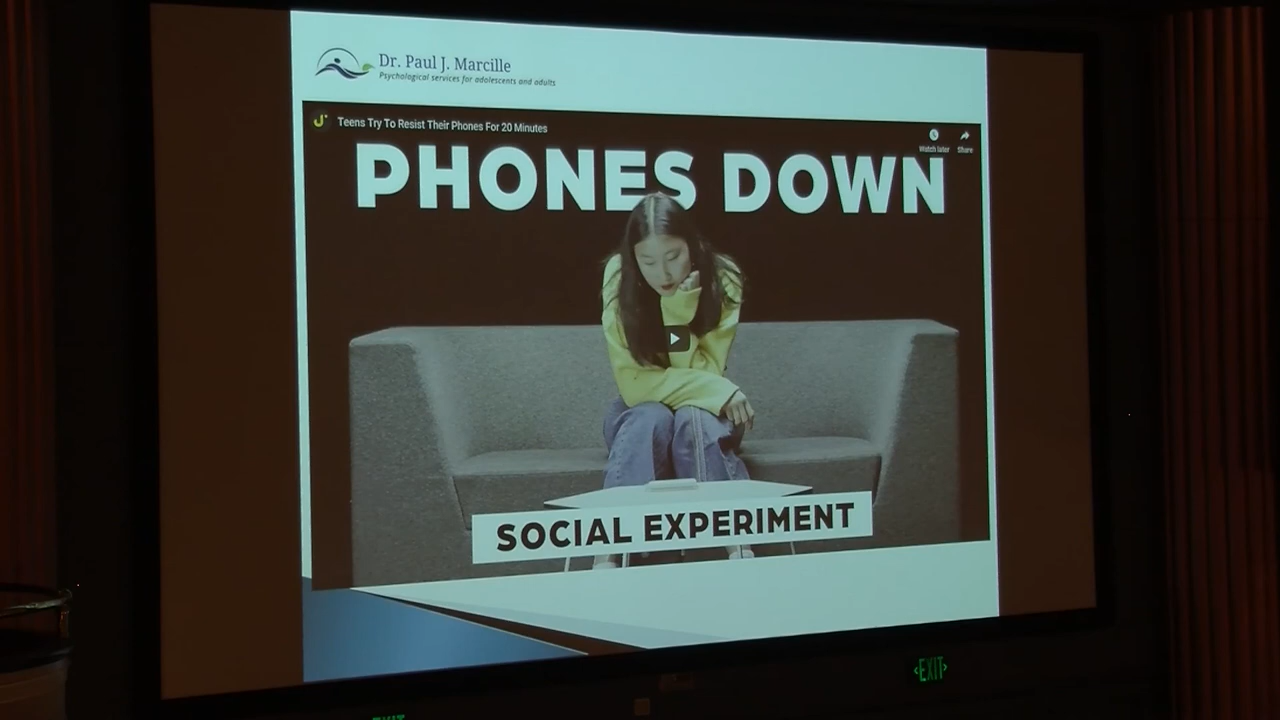 Dr. Paul J. Marcille
Psychological services for adolescents and adults
Teens Try To Resist Their Phones For 20 Minutes
Watch later
Share
PHONES DOWN
SOCIAL EXPERIMENT
EXIT
EXIT